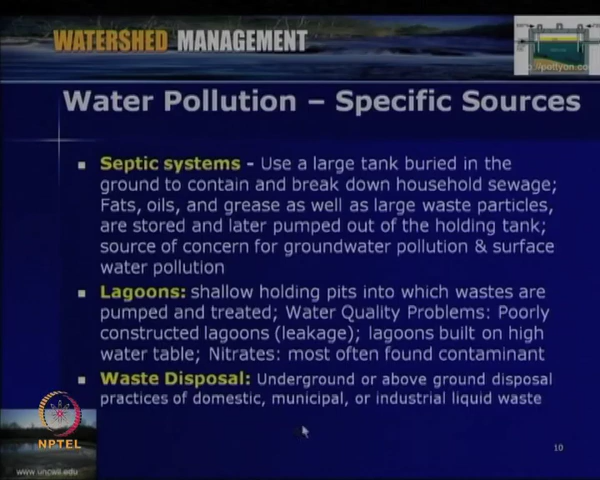 WATERSHED MANAGEMENT
Water Pollution – Specific Sources
Septic systems - Use a large tank buried in the
ground to contain and break down household sewage;
Fats, oils, and grease as well as large waste particles,
are stored and later pumped out of the holding tank;
source of concern for groundwater pollution & surface
water pollution
Lagoons: shallow holding pits into which wastes are
pumped and treated; Water Quality Problems: Poorly
constructed lagoons (leakage); lagoons built on high
water table; Nitrates: most often found contaminant
Waste Disposal: Underground or above ground disposal
practices of domestic, municipal, or industrial liquid waste
NPTEL
10